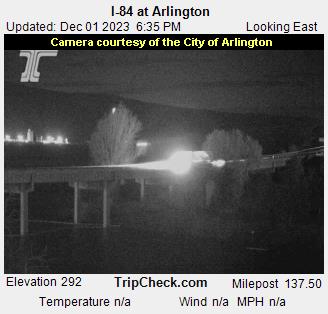 I-84 at Arlington
Updated: Dec 01 2023 6:35 PM Looking East
Camera courtesy of the City of Arlington
Elevation 292 TripCheck.com Milepost 137.50
Temperature n/a Wind n/a MPH n/a